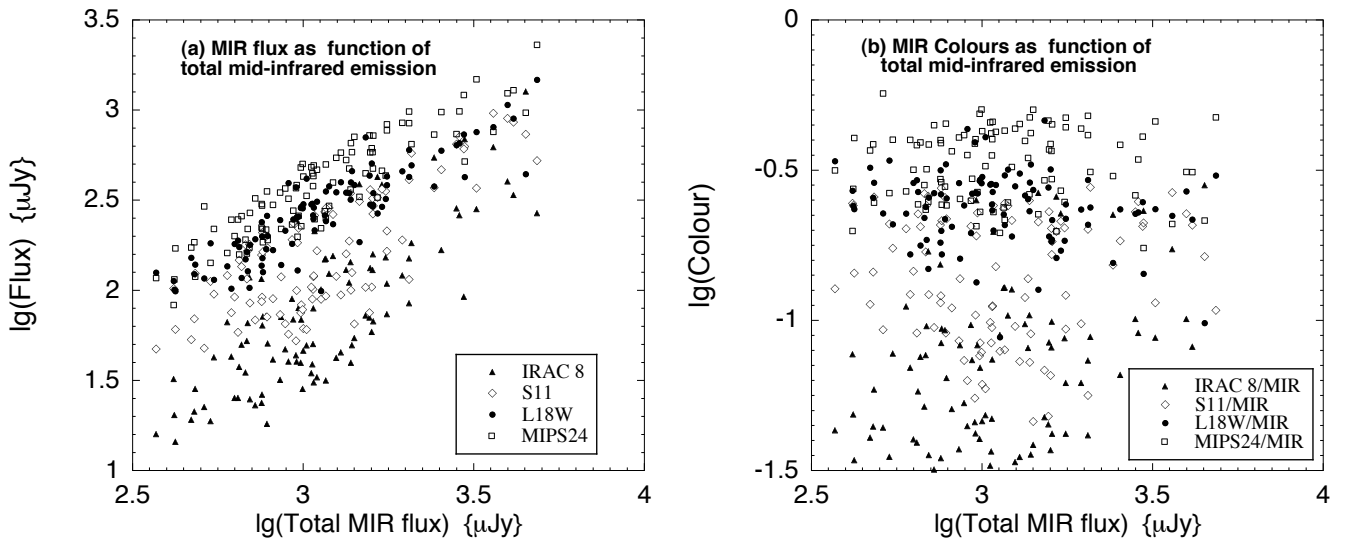 3.5
3
2.5
2
1.5
1
lg(Flux) {μJy}
(a) MIR flux as function of
total mid-infrared emission
IRAC 8
S11
L18W
MIPS24
2.5 3 3.5 4
lg(Total MIR flux) {μJy}
0
-0.5
-1
-1.5
lg(Colour)
(b) MIR Colours as function of
total mid-infrared emission
IRAC 8/MIR
S11/MIR
L18W/MIR
MIPS24/MIR
2.5 3 3.5 4
lg(Total MIR flux) {μJy}